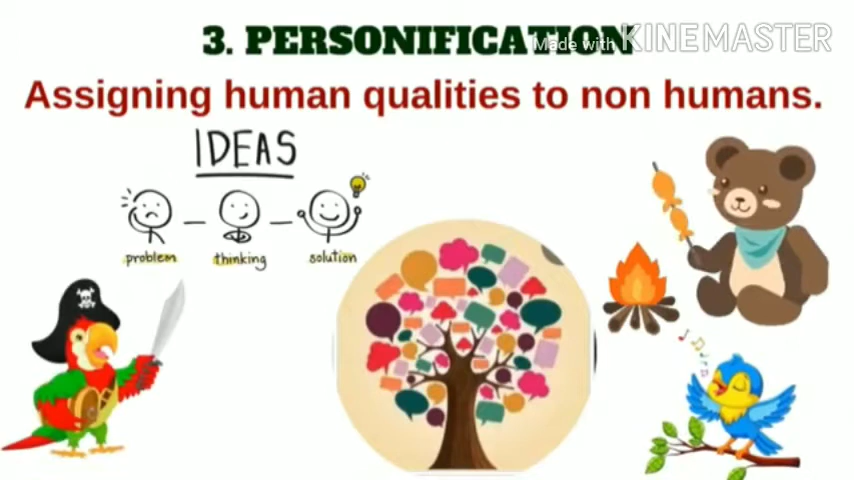 3. PERSONIFICATION
Made with KINEMASTER
Assigning human qualities to non humans.
IDEAS
problem thinking solution